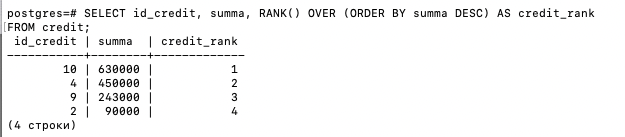 postgres=# SELECT id_credit, summa, RANK() OVER (ORDER BY summa DESC) AS credit_rank
[FROM credit;
 id_credit | summa  | credit_rank
-----------+--------+-------------
        10 | 630000 |           1
         4 | 450000 |           2
         9 | 243000 |           3
         2 |  90000 |           4
(4 строки)